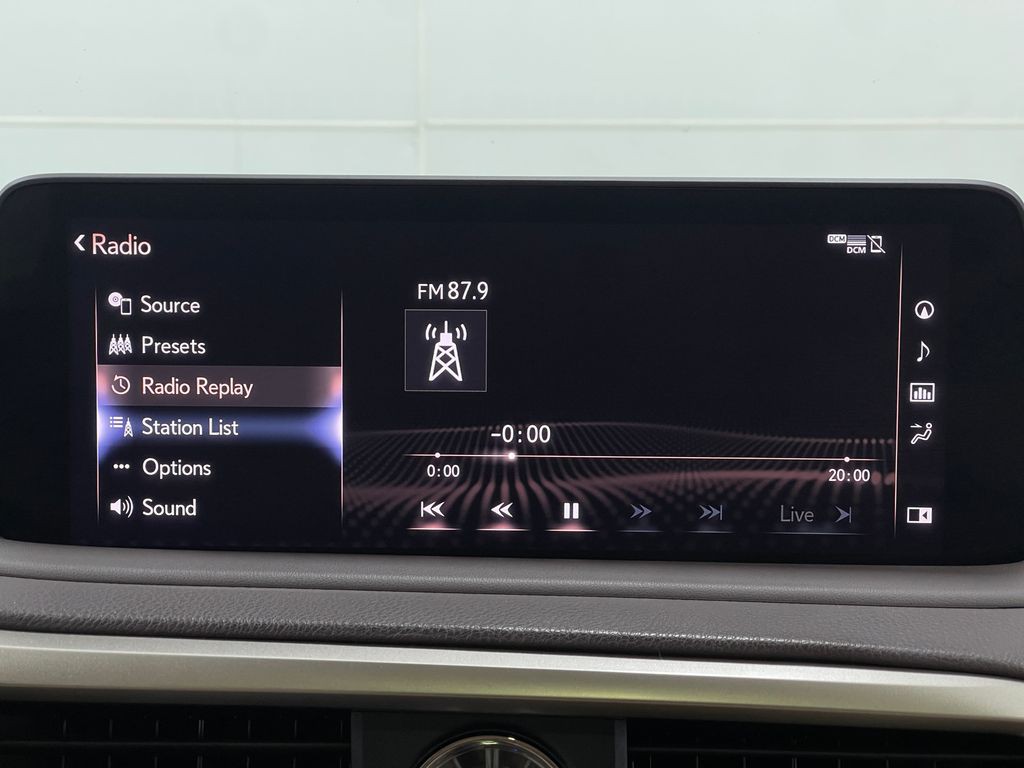 Radio
DCM
DCM
Source
Presets
Radio Replay
Station List
Options
Sound
FM 87.9
-0:00
0:00
20:00
Live